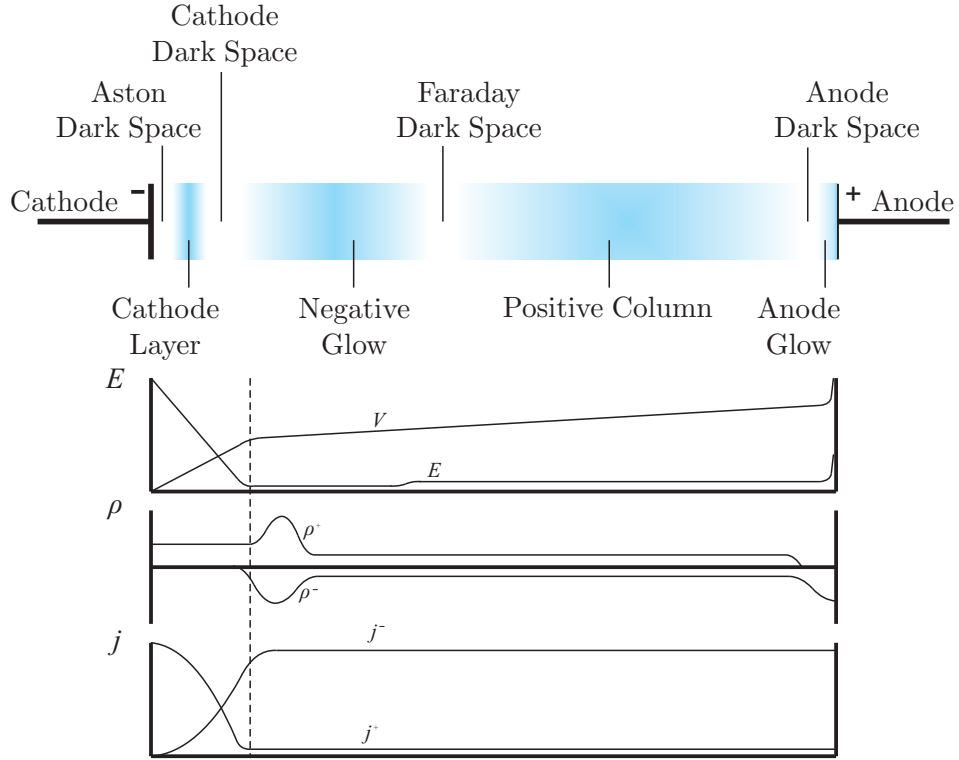 Cathode
Dark Space
Aston
Dark Space
Faraday
Dark Space
Anode
Dark Space
Cathode
-
+
Anode
Cathode
Layer
Negative
Glow
Positive Column
Anode
Glow
E
V
E
ρ
ρ⁺
ρ⁻
j
j⁻
j⁺